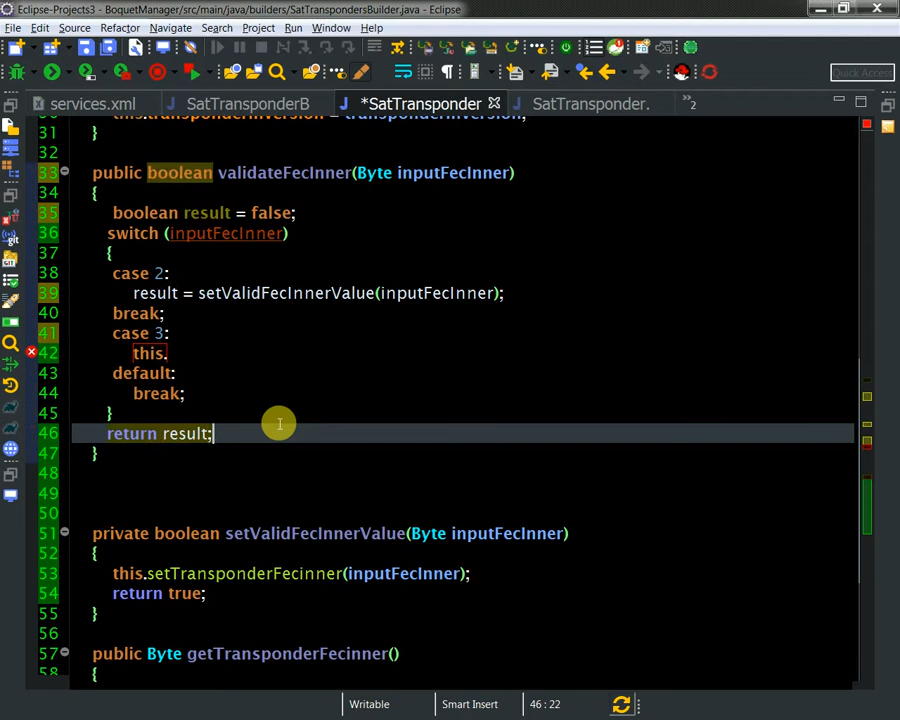 Eclipse-Projects3 - BoquetManager/src/main/java/builders/SatTranspondersBuilder.java - Eclipse
File Edit Source Refactor Navigate Search Project Run Window Help
Quick Access
services.xml SatTransponderB *SatTransponder SatTransponder. »2
31 }
32
33 public boolean validateFecInner(Byte inputFecInner)
34 {
35 boolean result = false;
36 switch (inputFecInner)
37 {
38 case 2:
39 result = setValidFecInnerValue(inputFecInner);
40 break;
41 case 3:
42 this.
43 default:
44 break;
45 }
46 return result;
47 }
48
49
50
51 private boolean setValidFecInnerValue(Byte inputFecInner)
52 {
53 this.setTransponderFecinner(inputFecInner);
54 return true;
55 }
56
57 public Byte getTransponderFecinner()
58 {
Writable Smart Insert 46 : 22